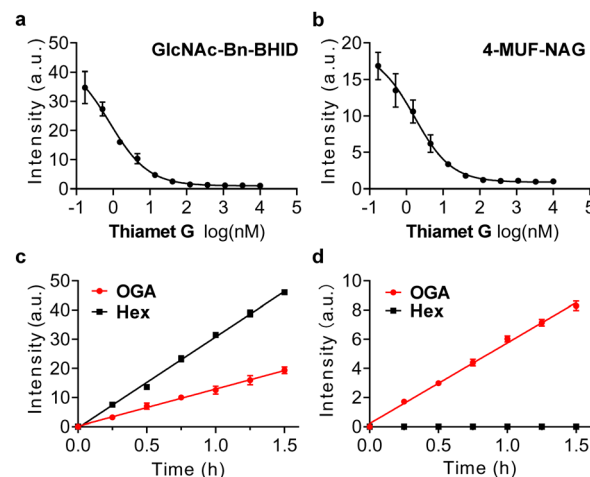 a
GlcNAc-Bn-BHID
Intensity (a.u.)
50
40
30
20
10
0
-1 0 1 2 3 4 5
Thiamet G log(nM)
b
4-MUF-NAG
Intensity (a.u.)
20
15
10
5
0
-1 0 1 2 3 4 5
Thiamet G log(nM)
c
OGA
Hex
Intensity (a.u.)
50
40
30
20
10
0
0.0 0.5 1.0 1.5
Time (h)
d
OGA
Hex
Intensity (a.u.)
10
8
6
4
2
0
0.0 0.5 1.0 1.5
Time (h)